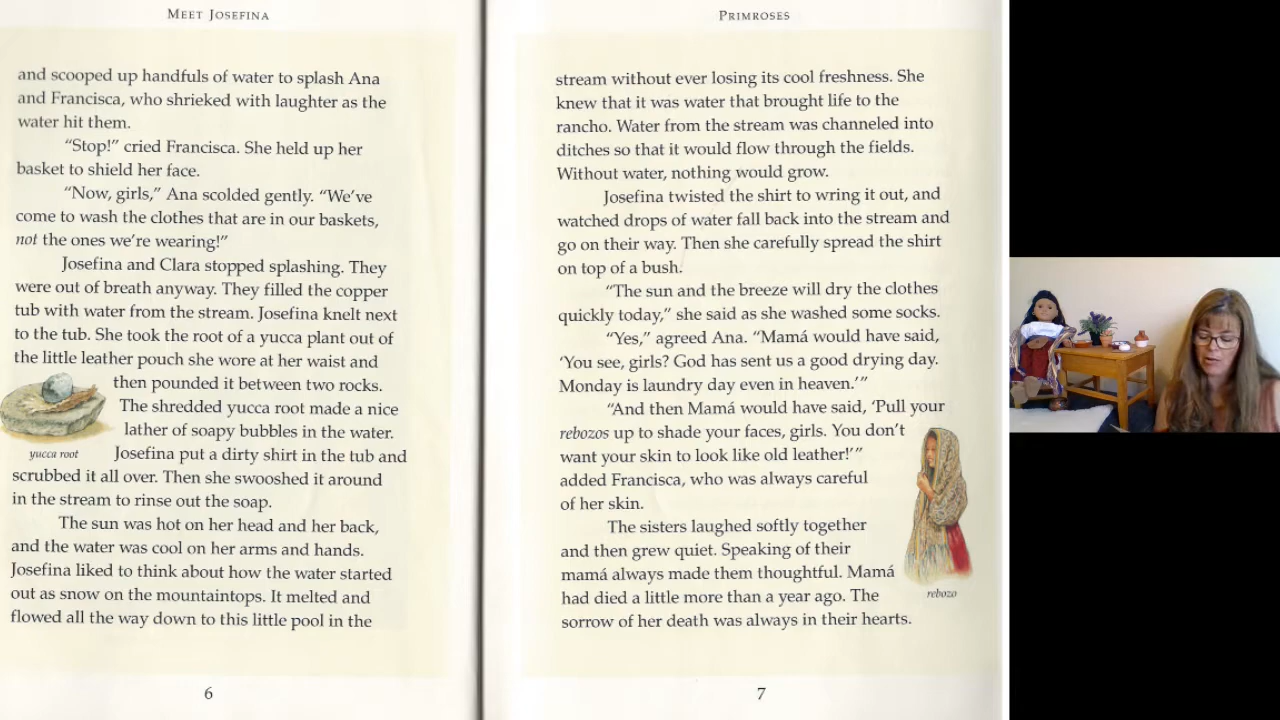 MEET JOSEFINA
and scooped up handfuls of water to splash Ana
and Francisca, who shrieked with laughter as the
water hit them.
“Stop!” cried Francisca. She held up her
basket to shield her face.
“Now, girls,” Ana scolded gently. “We’ve
come to wash the clothes that are in our baskets,
not the ones we’re wearing!”
Josefina and Clara stopped splashing. They
were out of breath anyway. They filled the copper
tub with water from the stream. Josefina knelt next
to the tub. She took the root of a yucca plant out of
the little leather pouch she wore at her waist and
then pounded it between two rocks.
The shredded yucca root made a nice
lather of soapy bubbles in the water.
yucca root
Josefina put a dirty shirt in the tub and
scrubbed it all over. Then she swooshed it around
in the stream to rinse out the soap.
The sun was hot on her head and her back,
and the water was cool on her arms and hands.
Josefina liked to think about how the water started
out as snow on the mountaintops. It melted and
flowed all the way down to this little pool in the
6
PRIMROSES
stream without ever losing its cool freshness. She
knew that it was water that brought life to the
rancho. Water from the stream was channeled into
ditches so that it would flow through the fields.
Without water, nothing would grow.
Josefina twisted the shirt to wring it out, and
watched drops of water fall back into the stream and
go on their way. Then she carefully spread the shirt
on top of a bush.
“The sun and the breeze will dry the clothes
quickly today,” she said as she washed some socks.
“Yes,” agreed Ana. “Mamá would have said,
‘You see, girls? God has sent us a good drying day.
Monday is laundry day even in heaven.’”
“And then Mamá would have said, ‘Pull your
rebozos up to shade your faces, girls. You don’t
want your skin to look like old leather!’”
added Francisca, who was always careful
of her skin.
The sisters laughed softly together
and then grew quiet. Speaking of their
mamá always made them thoughtful. Mamá
had died a little more than a year ago. The
sorrow of her death was always in their hearts.
rebozo
7